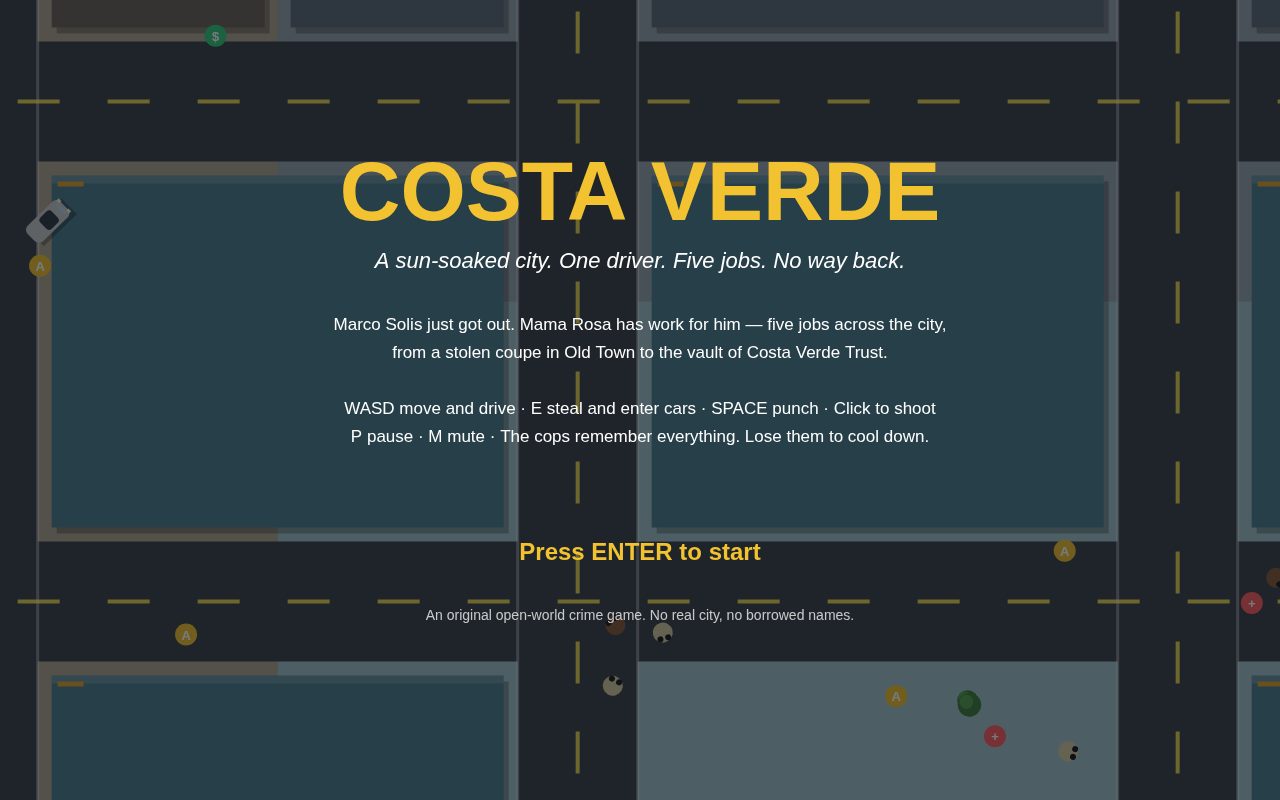 $
COSTA VERDE
A
A sun-soaked city. One driver. Five jobs. No way back.
Marco Solis just got out. Mama Rosa has work for him — five jobs across the city,
from a stolen coupe in Old Town to the vault of Costa Verde Trust.
WASD move and drive · E steal and enter cars · SPACE punch · Click to shoot
P pause · M mute · The cops remember everything. Lose them to cool down.
Press ENTER to start
A
+
An original open-world crime game. No real city, no borrowed names.
A
A
+